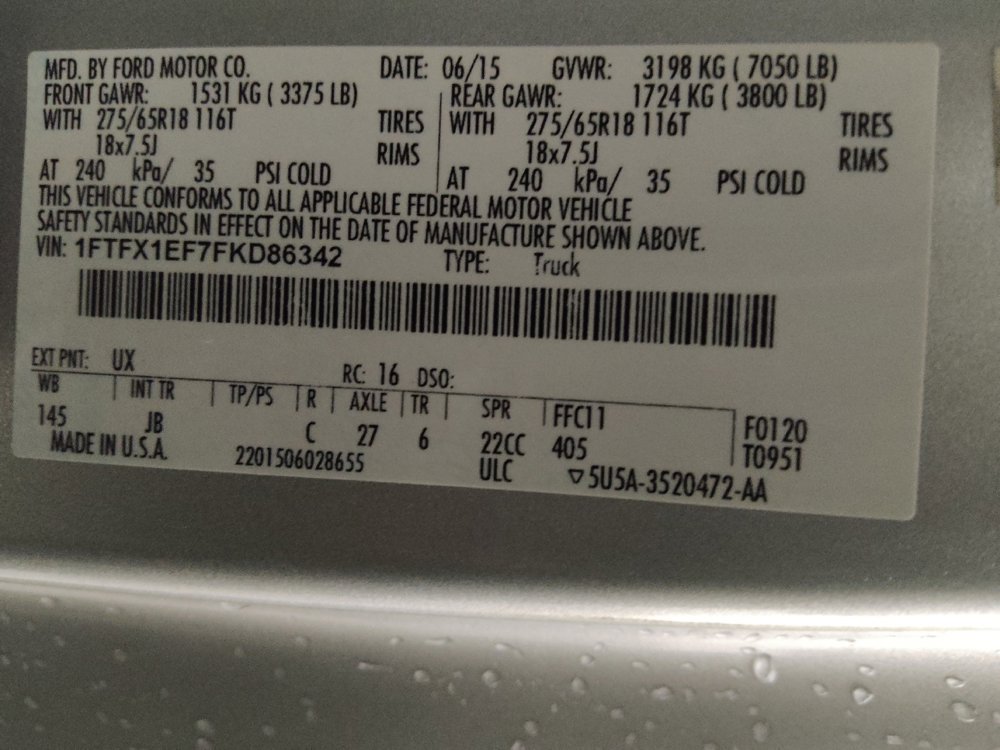 MFD. BY FORD MOTOR CO. DATE: 06/15 GVWR: 3198 KG ( 7050 LB)
FRONT GAWR: 1531 KG ( 3375 LB) REAR GAWR: 1724 KG ( 3800 LB)
WITH 275/65R18 116T TIRES WITH 275/65R18 116T TIRES
18x7.5J RIMS 18x7.5J RIMS
AT 240 kPa/ 35 PSI COLD AT 240 kPa/ 35 PSI COLD
THIS VEHICLE CONFORMS TO ALL APPLICABLE FEDERAL MOTOR VEHICLE
SAFETY STANDARDS IN EFFECT ON THE DATE OF MANUFACTURE SHOWN ABOVE.
VIN: 1FTFX1EF7FKD86342 TYPE: Truck
EXT PNT: UX RC: 16 DSO:
WB INT TR TP/PS R AXLE TR SPR FFC11 F0120
145 JB C 27 6 22CC 405 T0951
MADE IN U.S.A. 2201506028655 ULC ▽5U5A-3520472-AA